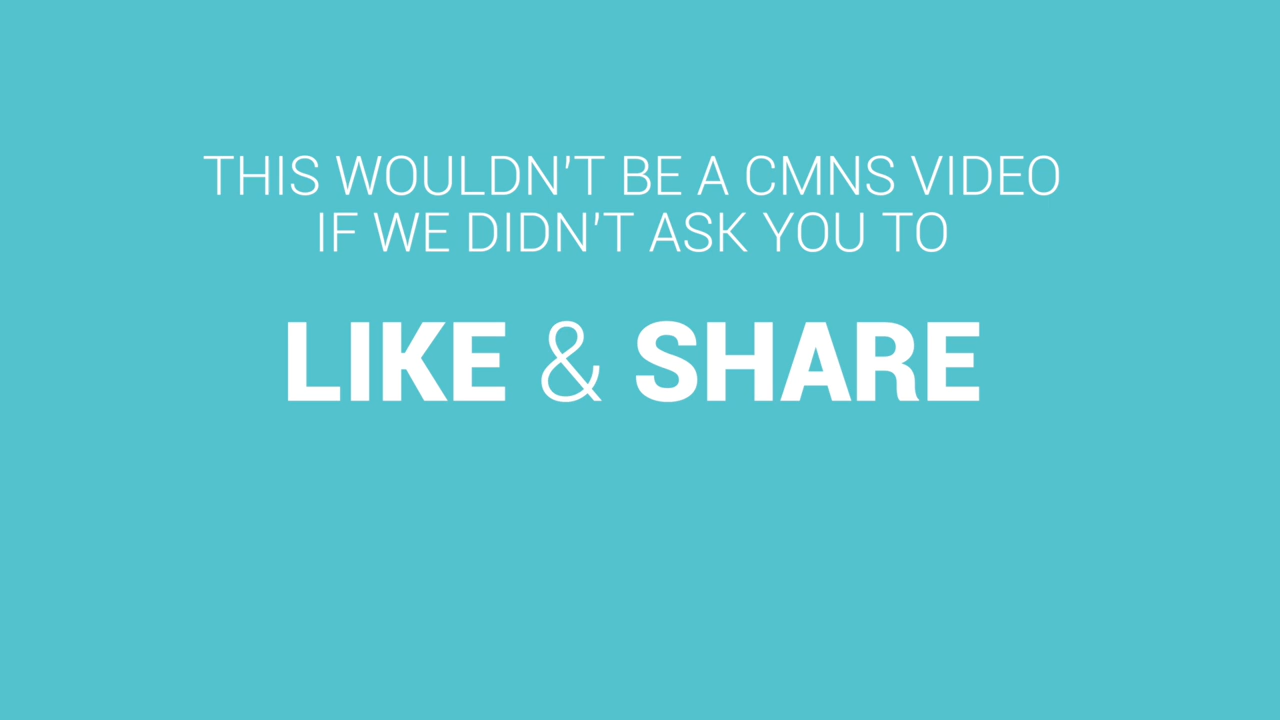 THIS WOULDN'T BE A CMNS VIDEO
IF WE DIDN'T ASK YOU TO
LIKE & SHARE